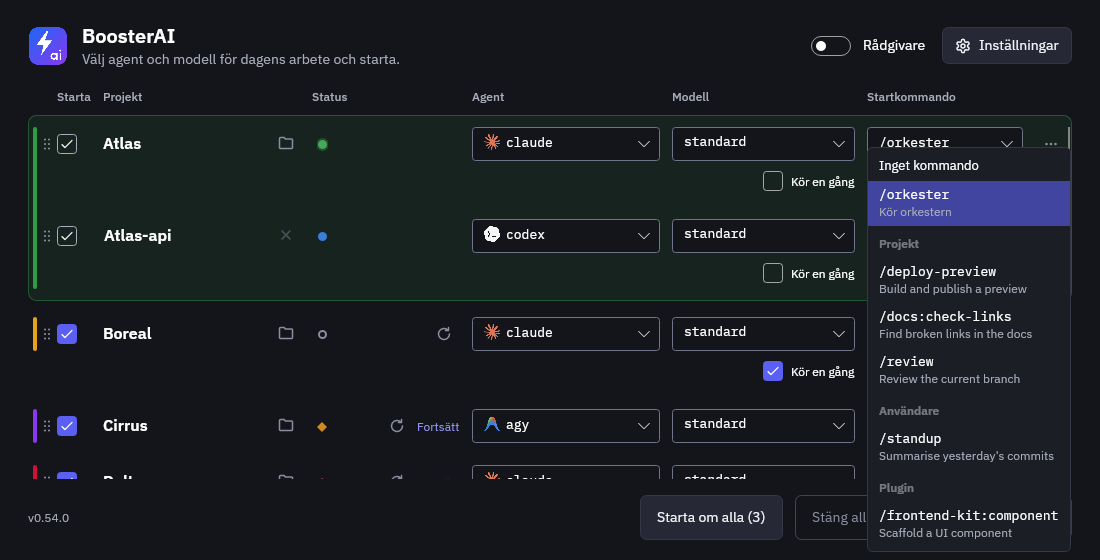 ai
BoosterAI
Välj agent och modell för dagens arbete och starta.
Rådgivare
Inställningar
Starta Projekt Status Agent Modell Startkommando
Atlas claude standard /orkester ...
Kör en gång
Atlas-api codex standard
Kör en gång
Boreal claude standard
Kör en gång
Cirrus Fortsätt agy standard
claude standard
Inget kommando
/orkester
Kör orkestern
Projekt
/deploy-preview
Build and publish a preview
/docs:check-links
Find broken links in the docs
/review
Review the current branch
Användare
/standup
Summarise yesterday's commits
Plugin
/frontend-kit:component
Scaffold a UI component
v0.54.0
Starta om alla (3)
Stäng all